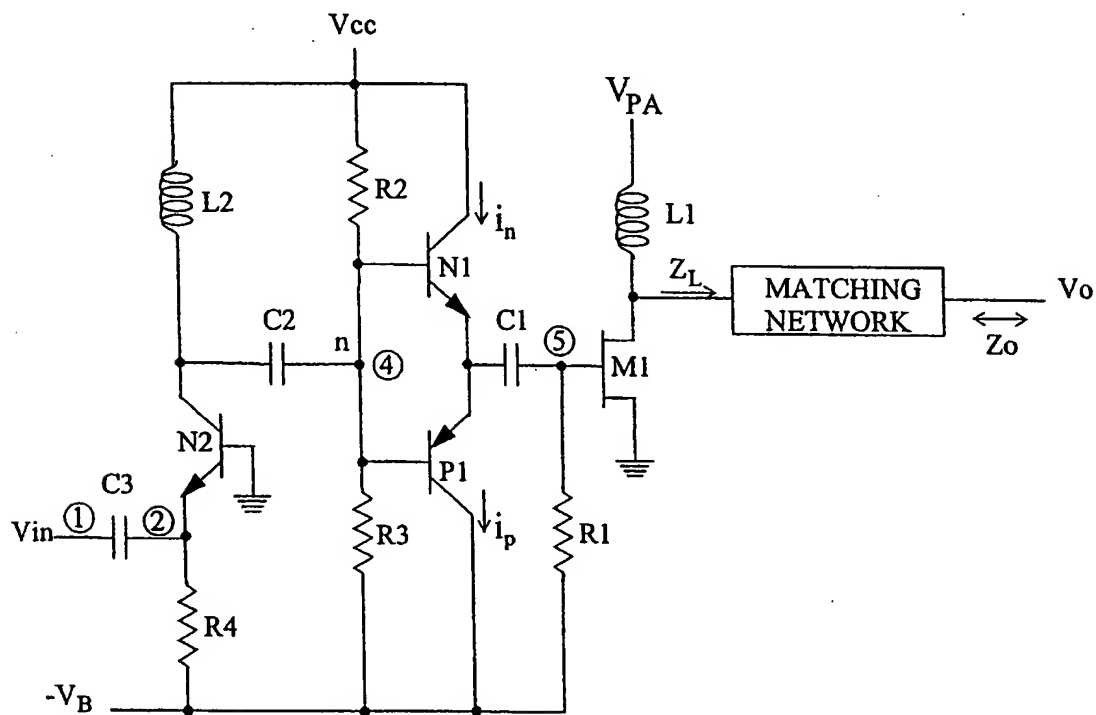 Vcc
V_PA
L2
R2
i_n
L1
N1
Z_L
MATCHING
NETWORK
Vo
Zo
C2
n
④
C1
⑤
M1
N2
P1
C3
Vin
①
②
R3
i_p
R1
R4
-V_B